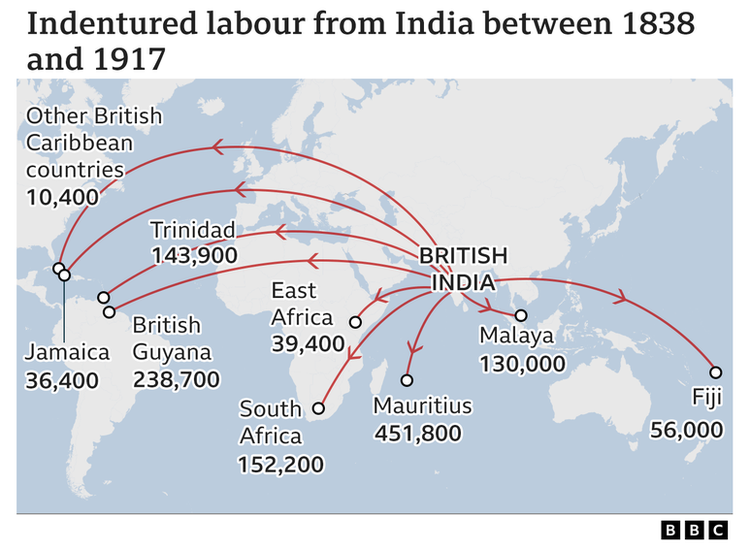 Indentured labour from India between 1838
and 1917
Other British
Caribbean
countries
10,400
Trinidad
143,900
BRITISH
INDIA
East
Africa
39,400
Jamaica
36,400
British
Guyana
238,700
Malaya
130,000
South
Africa
152,200
Mauritius
451,800
Fiji
56,000
BBC